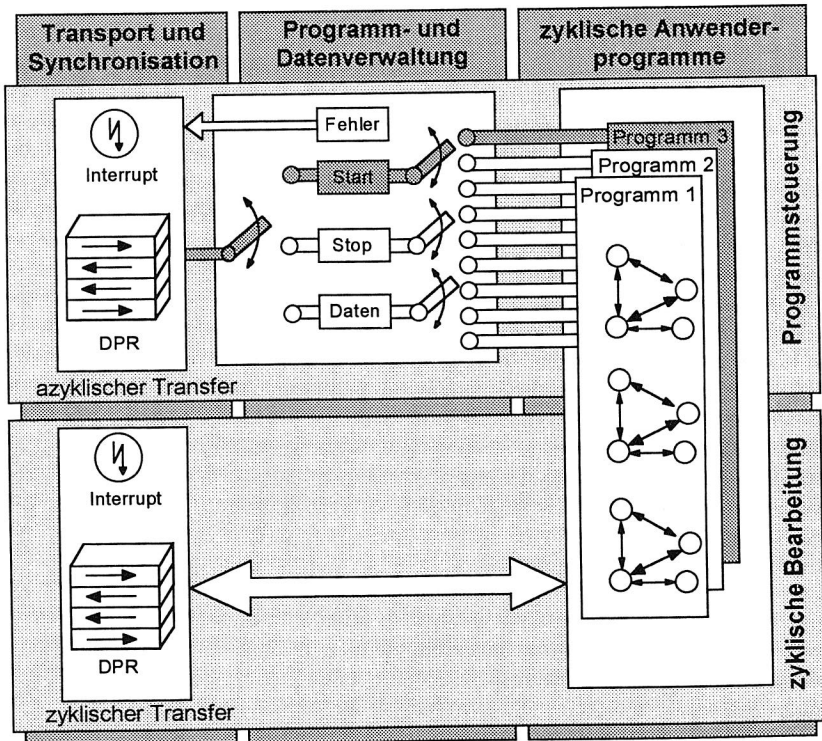 Transport und
Synchronisation
Programm- und
Datenverwaltung
zyklische Anwender-
programme
Interrupt
DPR
azyklischer Transfer
Fehler
Start
Stop
Daten
Programm 3
Programm 2
Programm 1
Programmsteuerung
Interrupt
DPR
zyklischer Transfer
zyklische Bearbeitung